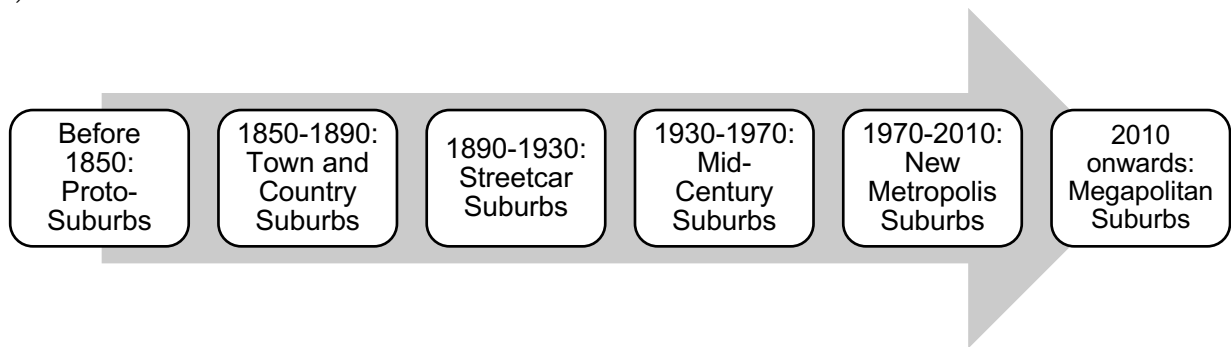 Before
1850:
Proto-
Suburbs
1850-1890:
Town and
Country
Suburbs
1890-1930:
Streetcar
Suburbs
1930-1970:
Mid-
Century
Suburbs
1970-2010:
New
Metropolis
Suburbs
2010
onwards:
Megapolitan
Suburbs